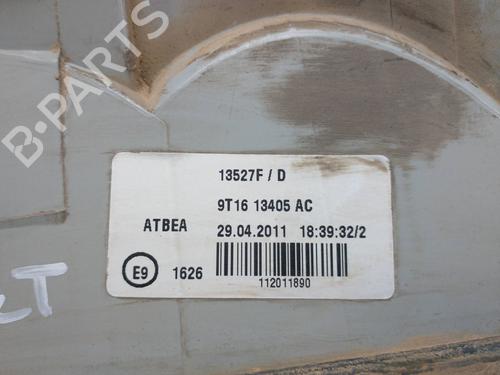 B-PARTS
13527F / D
9T16 13405 AC
ATBEA 29.04.2011 18:39:32/2
E9 1626
112011890